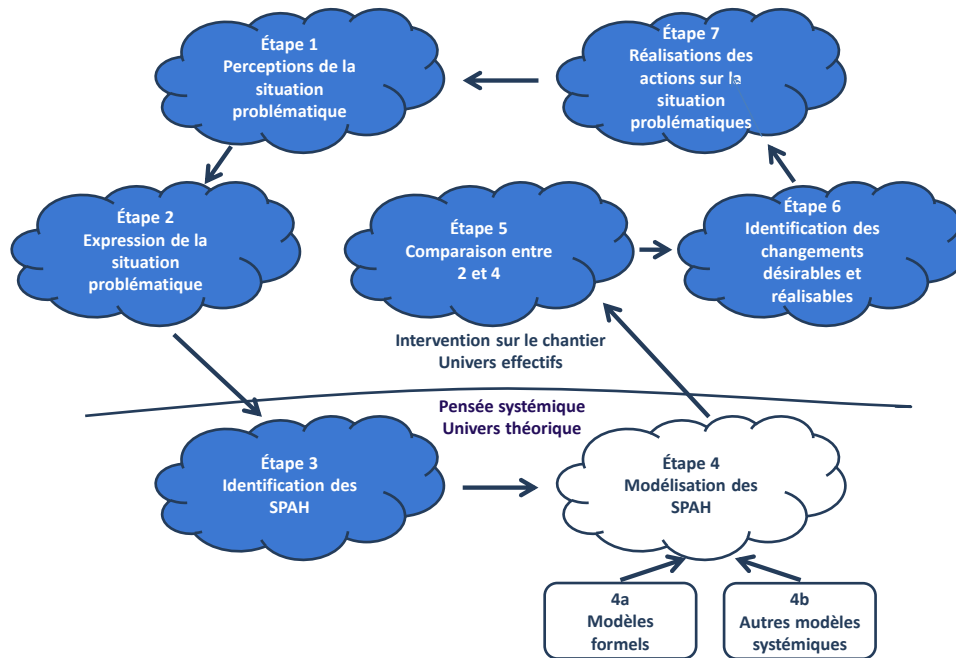 Étape 1
Perceptions de la
situation
problématique
Étape 7
Réalisations des
actions sur la
situation
problématiques
Étape 2
Expression de la
situation
problématique
Étape 5
Comparaison entre
2 et 4
Étape 6
Identification des
changements
désirables et
réalisables
Intervention sur le chantier
Univers effectifs
Pensée systémique
Univers théorique
Étape 3
Identification des
SPAH
Étape 4
Modélisation des
SPAH
4a
Modèles
formels
4b
Autres modèles
systémiques